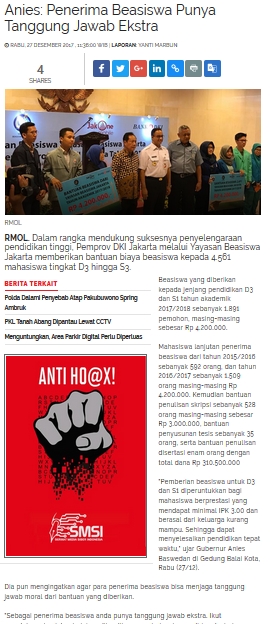 Anies: Penerima Beasiswa Punya
Tanggung Jawab Ekstra
RABU, 27 DESEMBER 2017 , 11:36:00 WIB | LAPORAN: YANTI MARBUN
4
SHARES
JakOne
RMOL
RMOL. Dalam rangka mendukung suksesnya penyelengaraan
pendidikan tinggi, Pemprov DKI Jakarta melalui Yayasan Beasiswa
Jakarta memberikan bantuan biaya beasiswa kepada 4.561
mahasiswa tingkat D3 hingga S3.
BERITA TERKAIT
Polda Dalami Penyebab Atap Pakubuwono Spring
Ambruk
PKL Tanah Abang Dipantau Lewat CCTV
Menguntungkan, Area Parkir Digital Perlu Diperluas
ANTI HO@X!
SMSI
Beasiswa yang diberikan
kepada jenjang pendidikan D3
dan S1 tahun akademik
2017/2018 sebanyak 1.891
pemohon, masing-masing
sebesar Rp 4.200.000.
Mahasiswa lanjutan penerima
beasiswa dari tahun 2015/2016
sebanyak 592 orang, dan tahun
2016/2017 sebanyak 1.509
orang masing-masing Rp
4.200.000. Kemudian bantuan
penulisan skripsi sebanyak 528
orang masing-masing sebesar
Rp 3.000.000, bantuan
penyusunan tesis sebanyak 35
orang, serta bantuan penulisan
disertasi enam orang dengan
total dana Rp 310,500.000
"Pemberian beasiswa untuk D3
dan S1 diperuntukkan bagi
mahasiswa berprestasi yang
mendapat minimal IPK 3,00 dan
berasal dari keluarga kurang
mampu. Sehingga dapat
menyelesaikan pendidikan tepat
waktu," ujar Gubernur Anies
Baswedan di Gedung Balai Kota,
Rabu (27/12).
Dia pun mengingatkan agar para penerima beasiswa bisa menjaga tanggung
jawab moral dari bantuan yang diberikan.
"Sebagai penerima beasiswa anda punya tanggung jawab ekstra. Ikut